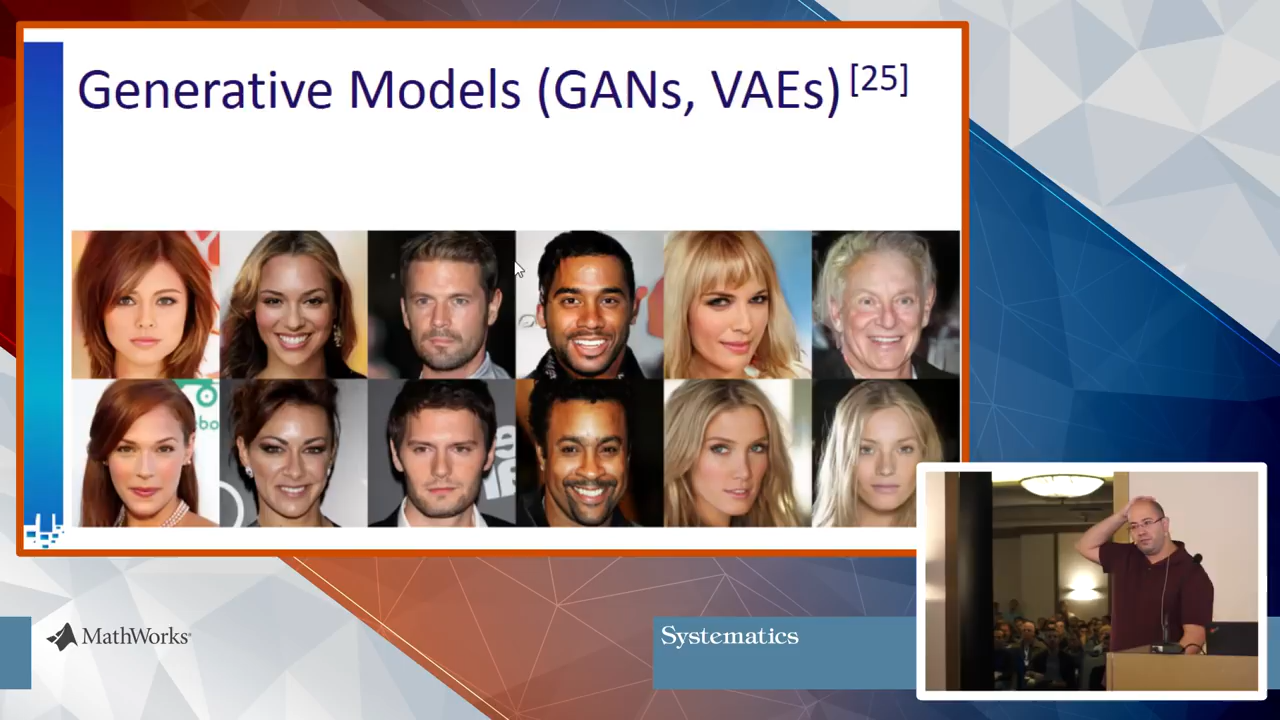 Generative Models (GANs, VAEs) [25]
MathWorks®
Systematics